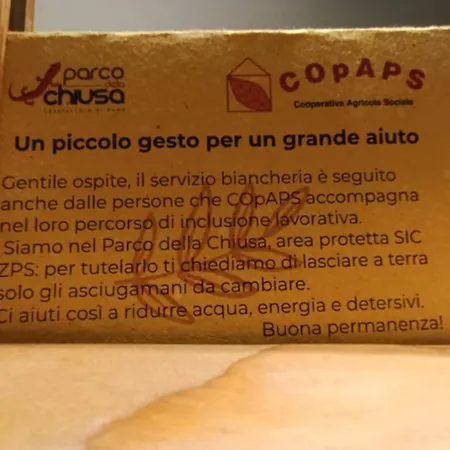 parco
della
chiusa
COPAPS
Cooperativa Agricola Sociale
Un piccolo gesto per un grande aiuto
Gentile ospite, il servizio biancheria è seguito
anche dalle persone che COpAPS accompagna
nel loro percorso di inclusione lavorativa.
Siamo nel Parco della Chiusa, area protetta SIC
ZPS: per tutelarlo ti chiediamo di lasciare a terra
solo gli asciugamani da cambiare.
Ci aiuti così a ridurre acqua, energia e detersivi.
Buona permanenza!